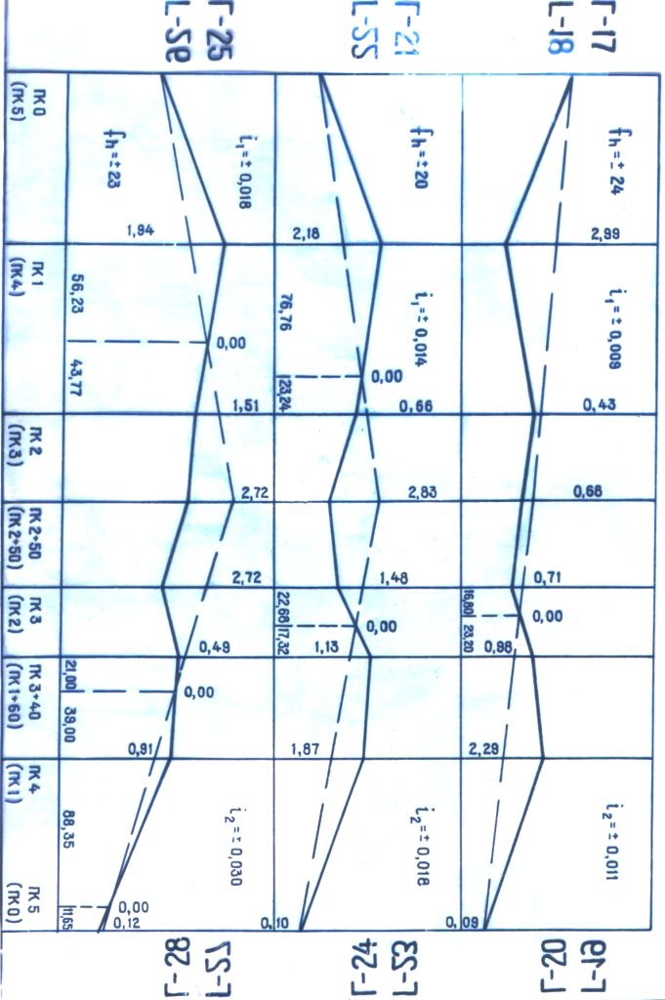 Г-17
Г-18
fh = ± 24
2,99
i₁ = ± 0,009
0,43
0,68
0,71
16,80
0,00
23,20
0,98
2,29
i₂ = ± 0,011
0,09
Г-19
Г-20
Г-21
Г-22
fh = ± 20
2,18
i₁ = ± 0,014
76,76
0,00
23,24
0,66
2,83
1,48
22,68
0,00
17,32
1,13
1,87
i₂ = ± 0,018
0,10
Г-23
Г-24
Г-25
Г-26
i₁ = ± 0,018
fh = ± 23
1,94
56,23
0,00
43,77
1,51
2,72
2,72
0,49
21,00
0,00
39,00
0,91
i₂ = ± 0,030
88,35
0,00
11,65
0,12
Г-27
Г-28
ПК 0
(ПК 5)
ПК 1
(ПК 4)
ПК 2
(ПК 3)
ПК 2+50
(ПК 2+50)
ПК 3
(ПК 2)
ПК 3+40
(ПК 1+60)
ПК 4
(ПК 1)
ПК 5
(ПК 0)